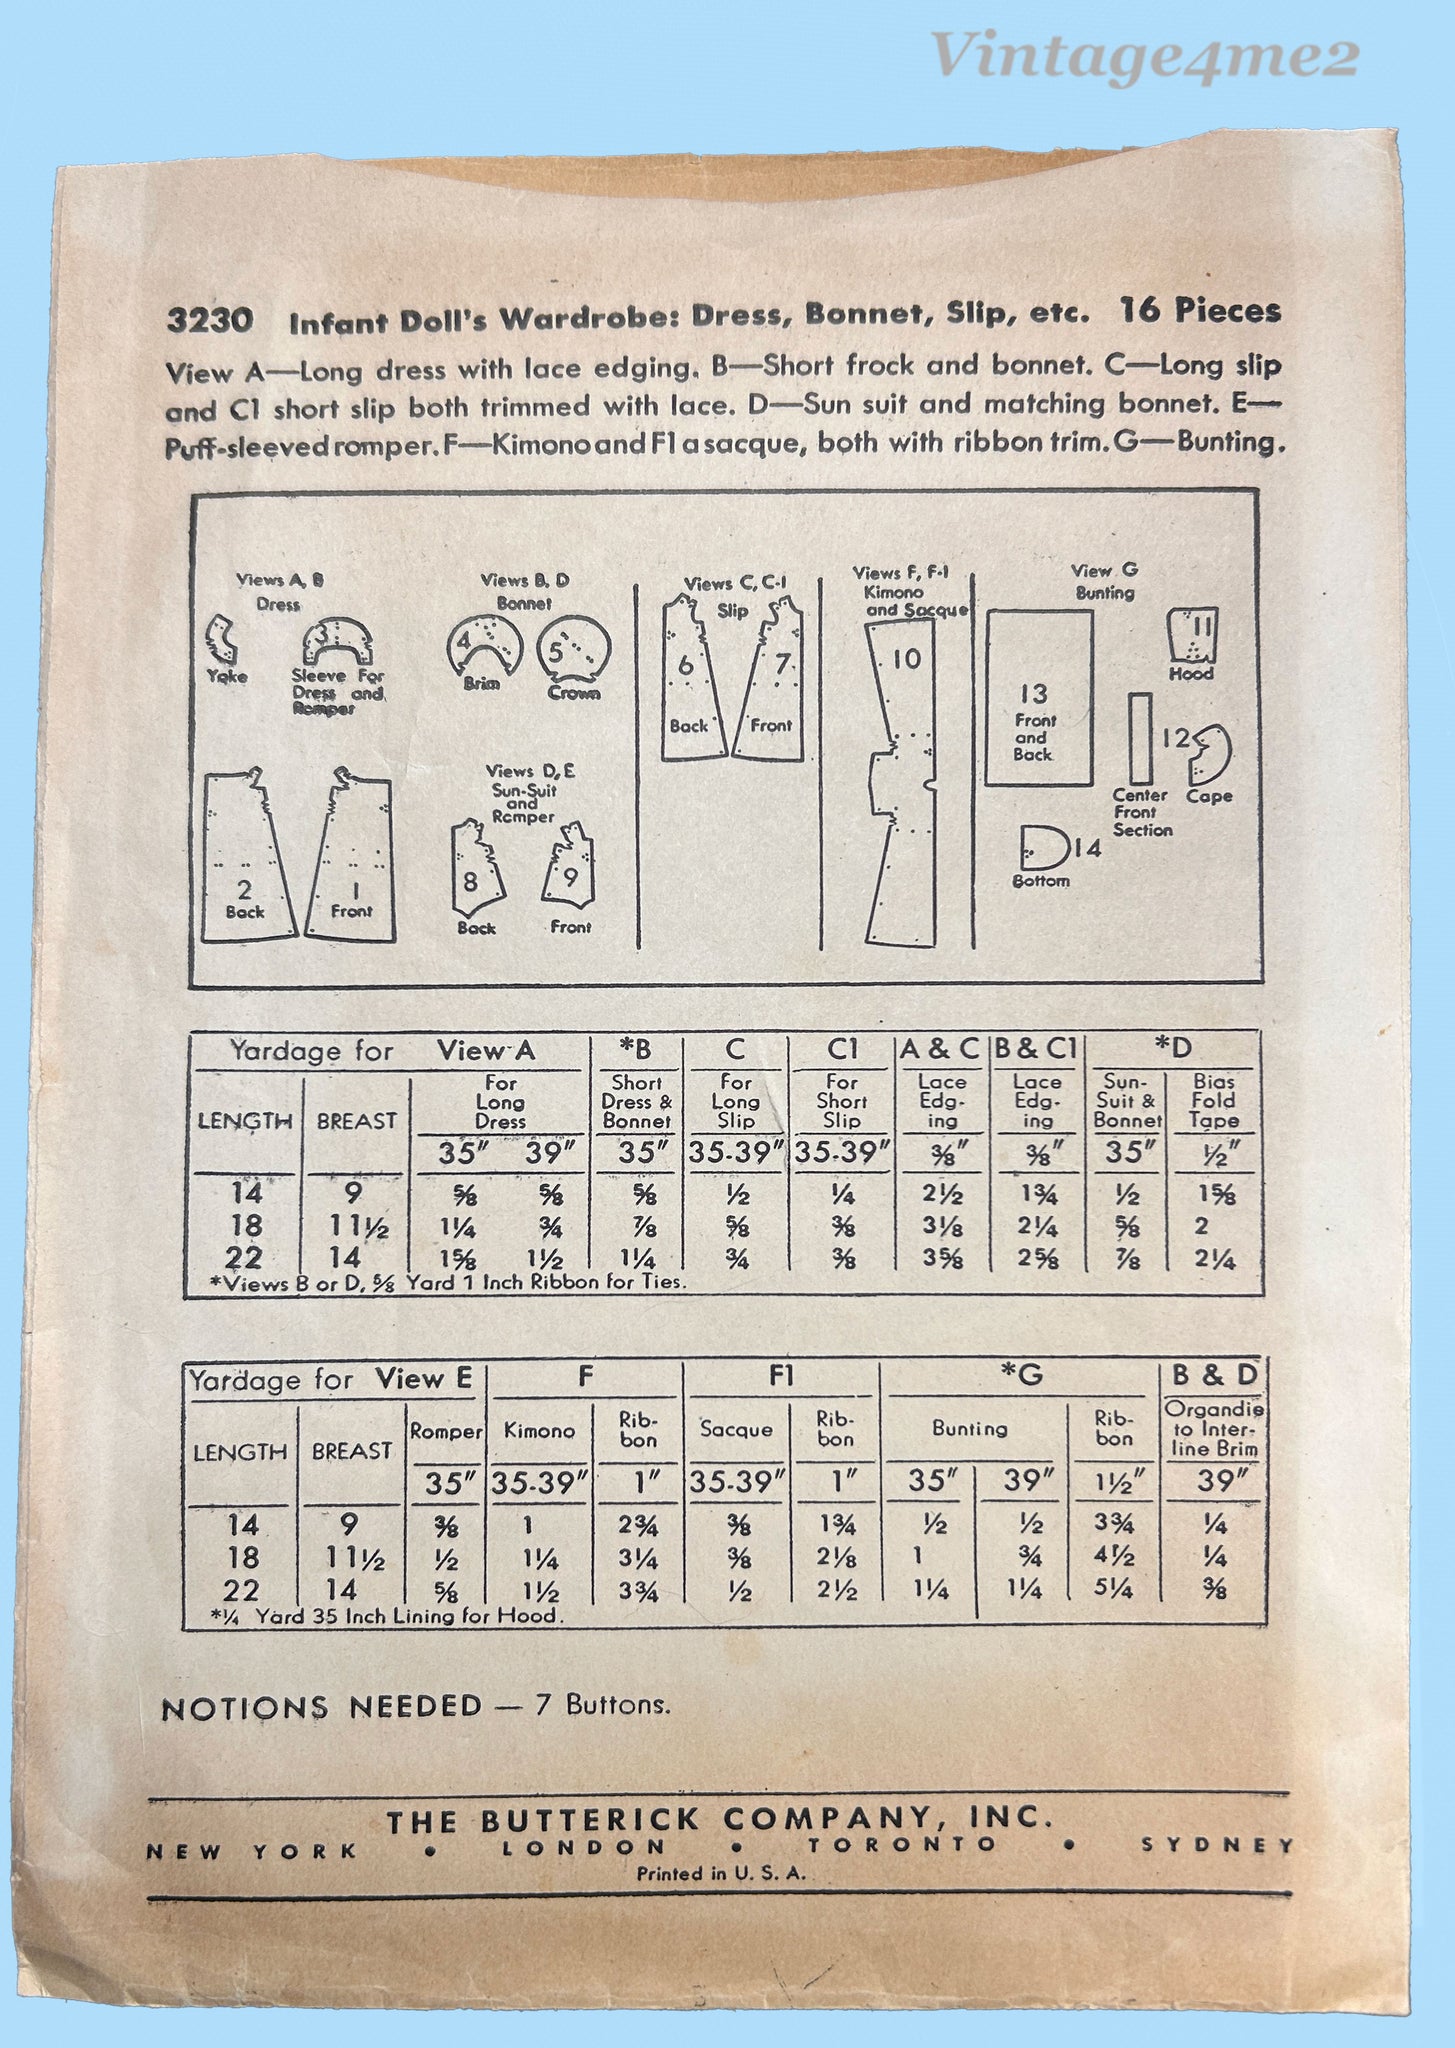 Vintage4me2
3230 Infant Doll's Wardrobe: Dress, Bonnet, Slip, etc. 16 Pieces
View A—Long dress with lace edging. B—Short frock and bonnet. C—Long slip
and C1 short slip both trimmed with lace. D—Sun suit and matching bonnet. E—
Puff-sleeved romper. F—Kimono and F1 a sacque, both with ribbon trim. G—Bunting.
Views A, B
Dress
Yoke
3
Sleeve For
Dress and
Romper
2
Back
1
Front
Views B, D
Bonnet
4
Brim
5
Crown
Views D, E
Sun-Suit
and
Romper
8
Back
9
Front
Views C, C-1
Slip
6
Back
7
Front
Views F, F-1
Kimono
and Sacque
10
View G
Bunting
13
Front
and
Back
11
Hood
Center
Front
Section
12
Cape
14
Bottom
Yardage for View A *B C C1 A & C B & C1 *D
LENGTH BREAST For Long Dress Short Dress & Bonnet For Long Slip For Short Slip Lace Edg-ing Lace Edg-ing Sun-Suit & Bonnet Bias Fold Tape
35" 39" 35" 35-39" 35-39" ⅜" ⅜" 35" ½"
14 9 ⅝ ⅝ ⅝ ½ ¼ 2½ 1¾ ½ 1⅝
18 11½ 1¼ ¾ ⅞ ⅝ ⅜ 3⅛ 2¼ ⅝ 2
22 14 1⅝ 1½ 1¼ ¾ ⅜ 3⅝ 2⅝ ⅞ 2¼
*Views B or D, ⅝ Yard 1 Inch Ribbon for Ties.
Yardage for View E F F1 *G B & D
LENGTH BREAST Romper Kimono Rib-bon Sacque Rib-bon Bunting Rib-bon Organdie to Inter-line Brim
35" 35-39" 1" 35-39" 1" 35" 39" 1½" 39"
14 9 ⅜ 1 2¾ ⅜ 1¾ ½ ½ 3¾ ¼
18 11½ ½ 1¼ 3¼ ⅜ 2⅛ 1 ¾ 4½ ¼
22 14 ⅝ 1½ 3¾ ½ 2½ 1¼ 1¼ 5¼ ⅜
*¼ Yard 35 Inch Lining for Hood.
NOTIONS NEEDED — 7 Buttons.
THE BUTTERICK COMPANY, INC.
NEW YORK • LONDON • TORONTO • SYDNEY
Printed in U. S. A.